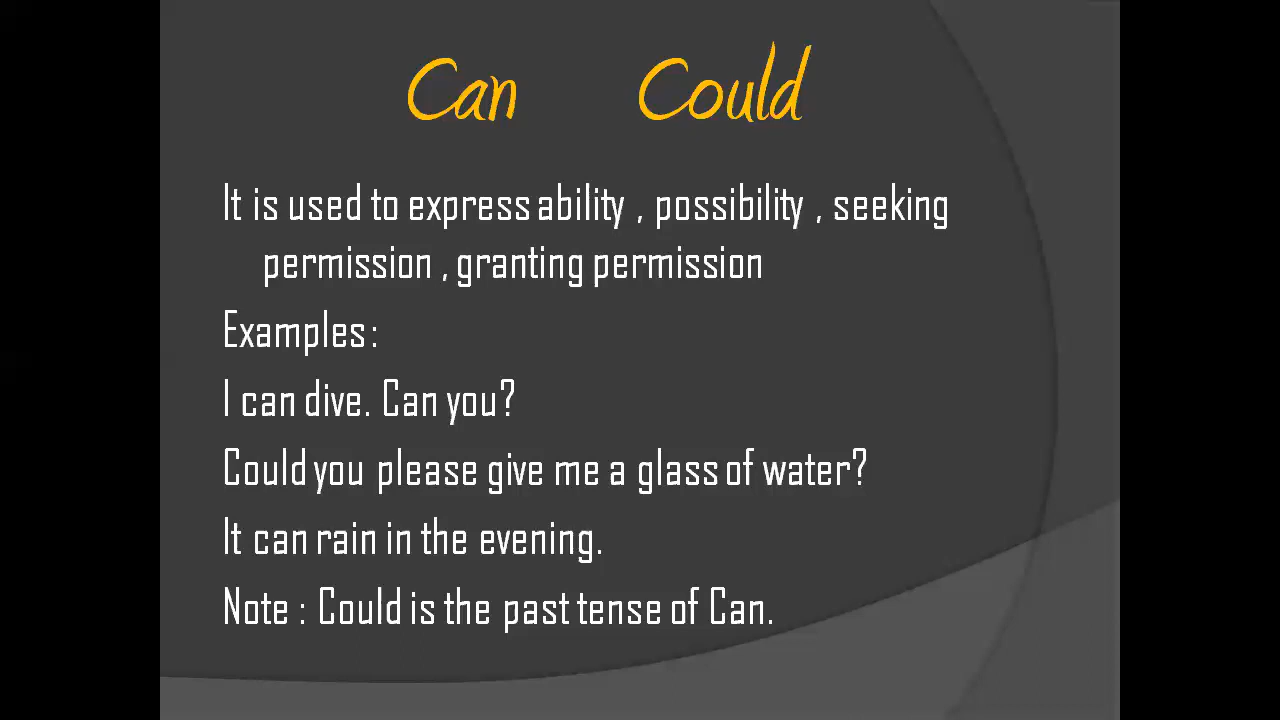 Can Could
It is used to express ability , possibility , seeking
permission , granting permission
Examples :
I can dive. Can you?
Could you please give me a glass of water?
It can rain in the evening.
Note : Could is the past tense of Can.